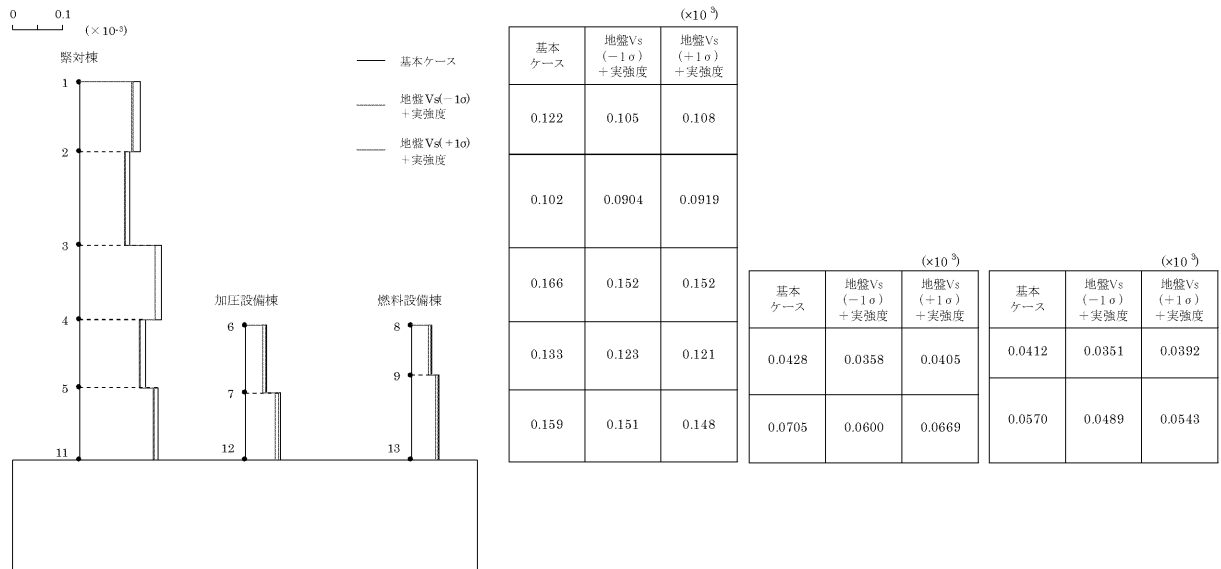 0 0.1
(×10-3)
緊対棟
1
2
3
4
5
11
加圧設備棟
6
7
12
燃料設備棟
8
9
13
基本ケース
地盤Vs(-1σ)
+実強度
地盤Vs(+1σ)
+実強度
(×10 3)
基本
ケース
地盤Vs
(-1σ)
+実強度
地盤Vs
(+1σ)
+実強度
0.122 0.105 0.108
0.102 0.0904 0.0919
0.166 0.152 0.152
0.133 0.123 0.121
0.159 0.151 0.148
(×10 3)
基本
ケース
地盤Vs
(-1σ)
+実強度
地盤Vs
(+1σ)
+実強度
0.0428 0.0358 0.0405
0.0705 0.0600 0.0669
(×10 3)
基本
ケース
地盤Vs
(-1σ)
+実強度
地盤Vs
(+1σ)
+実強度
0.0412 0.0351 0.0392
0.0570 0.0489 0.0543